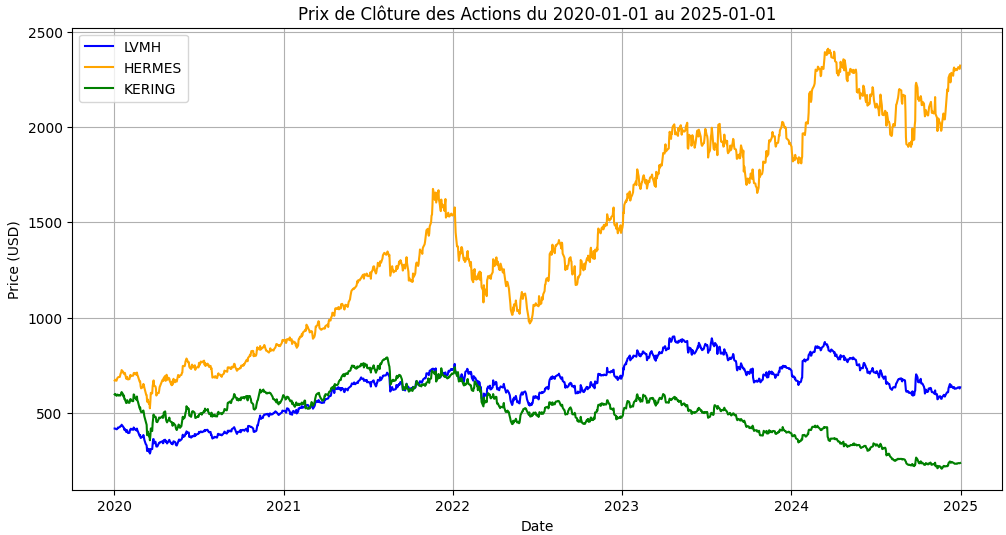 Prix de Clôture des Actions du 2020-01-01 au 2025-01-01
LVMH
HERMES
KERING
Price (USD)
2500
2000
1500
1000
500
2020 2021 2022 2023 2024 2025
Date